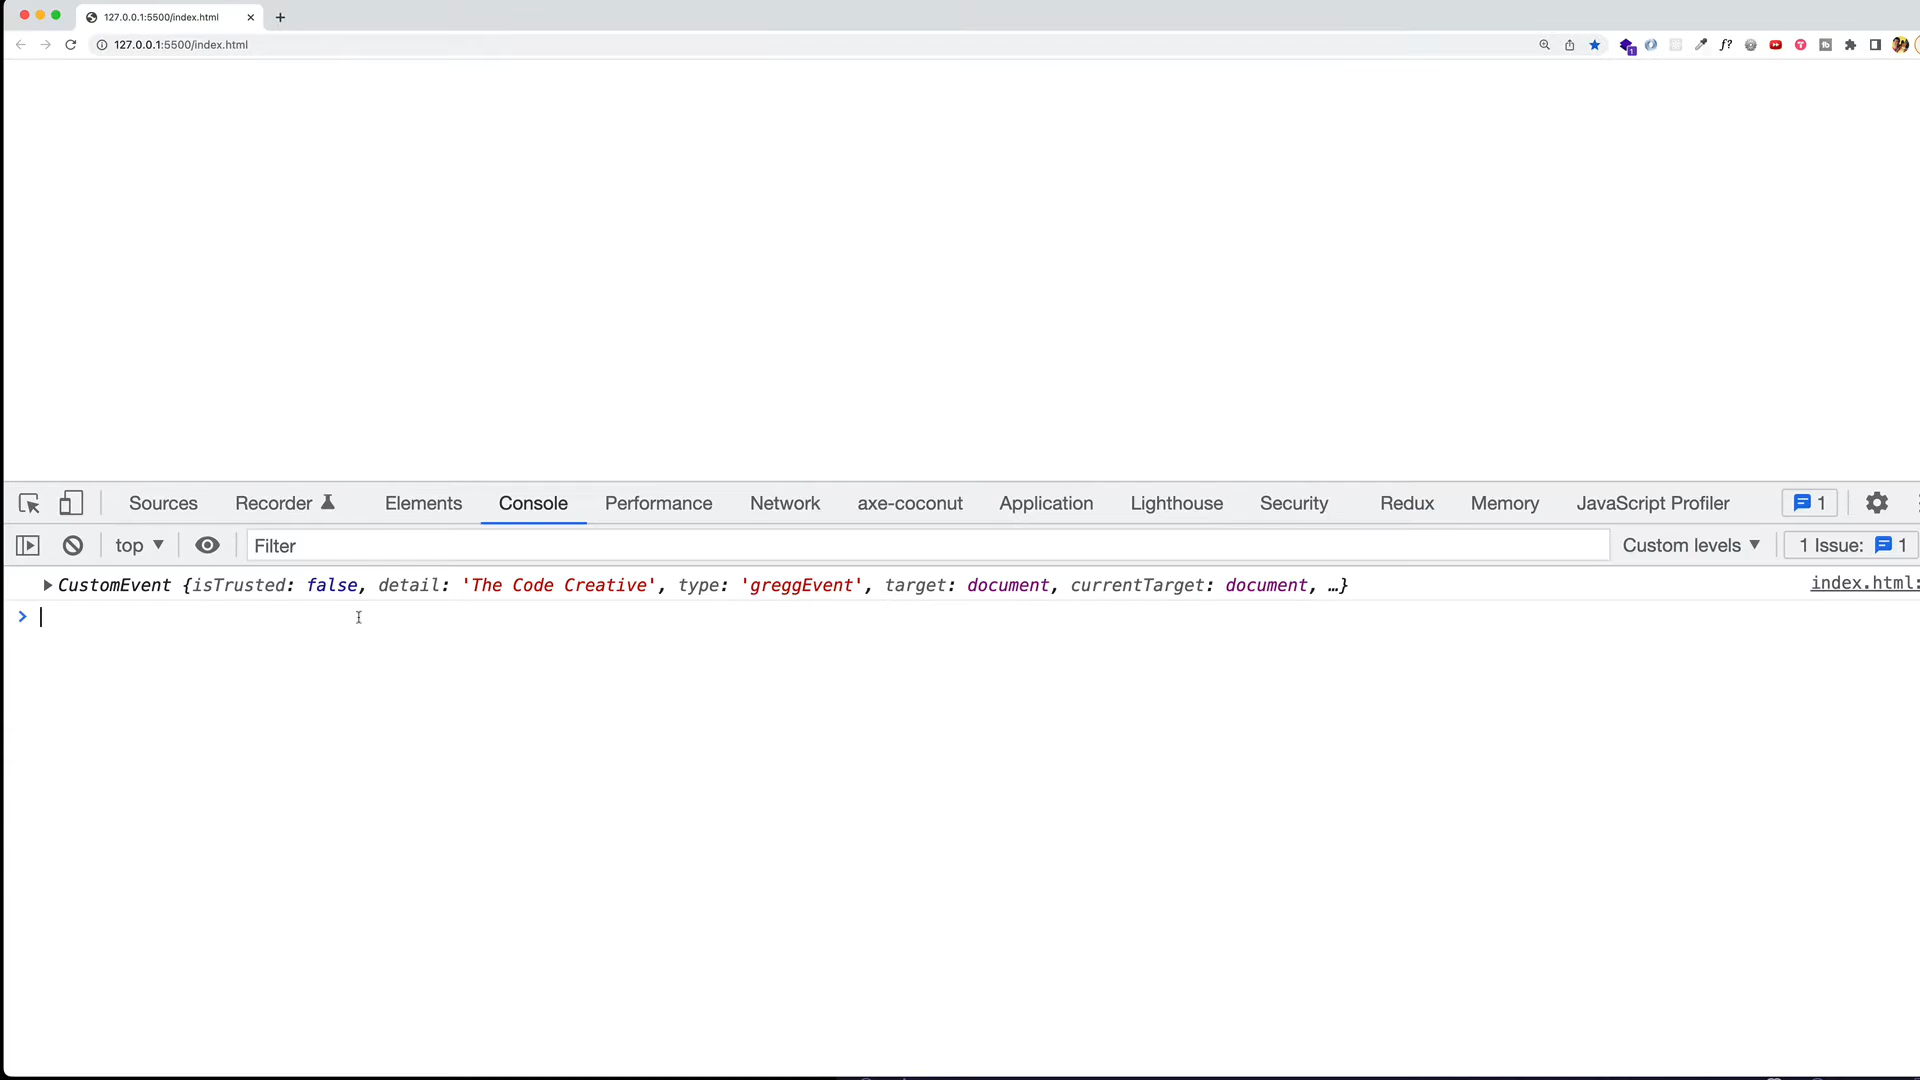 127.0.0.1:5500/index.html
127.0.0.1:5500/index.html
f?
1
Sources Recorder Elements Console Performance Network axe-coconut Application Lighthouse Security Redux Memory JavaScript Profiler 1
top Filter Custom levels 1 Issue: 1
CustomEvent {isTrusted: false, detail: 'The Code Creative', type: 'greggEvent', target: document, currentTarget: document, …} index.html:
>